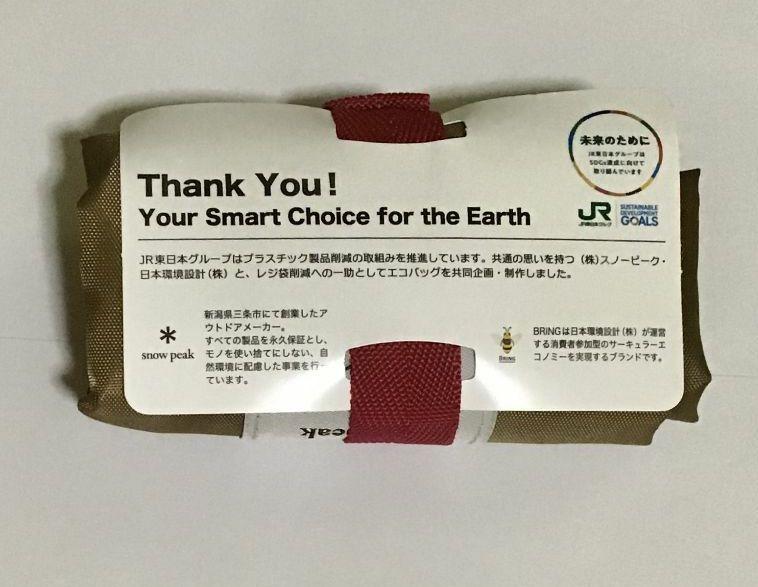 未来のために
JR東日本グループは
SDGs達成に向けて
取り組んでいます
Thank You!
Your Smart Choice for the Earth
JR
JR東日本グループ
SUSTAINABLE
DEVELOPMENT
GOALS
JR東日本グループはプラスチック製品削減の取組みを推進しています。共通の思いを持つ(株)スノーピーク・
日本環境設計(株)と、レジ袋削減への一助としてエコバッグを共同企画・制作しました。
snow peak
新潟県三条市にて創業したア
ウトドアメーカー。
すべての製品を永久保証とし、
モノを使い捨てにしない、自
然環境に配慮した事業を行っ
ています。
BRING
BRINGは日本環境設計(株)が運営
する消費者参加型のサーキュラーエ
コノミーを実現するブランドです。
peak